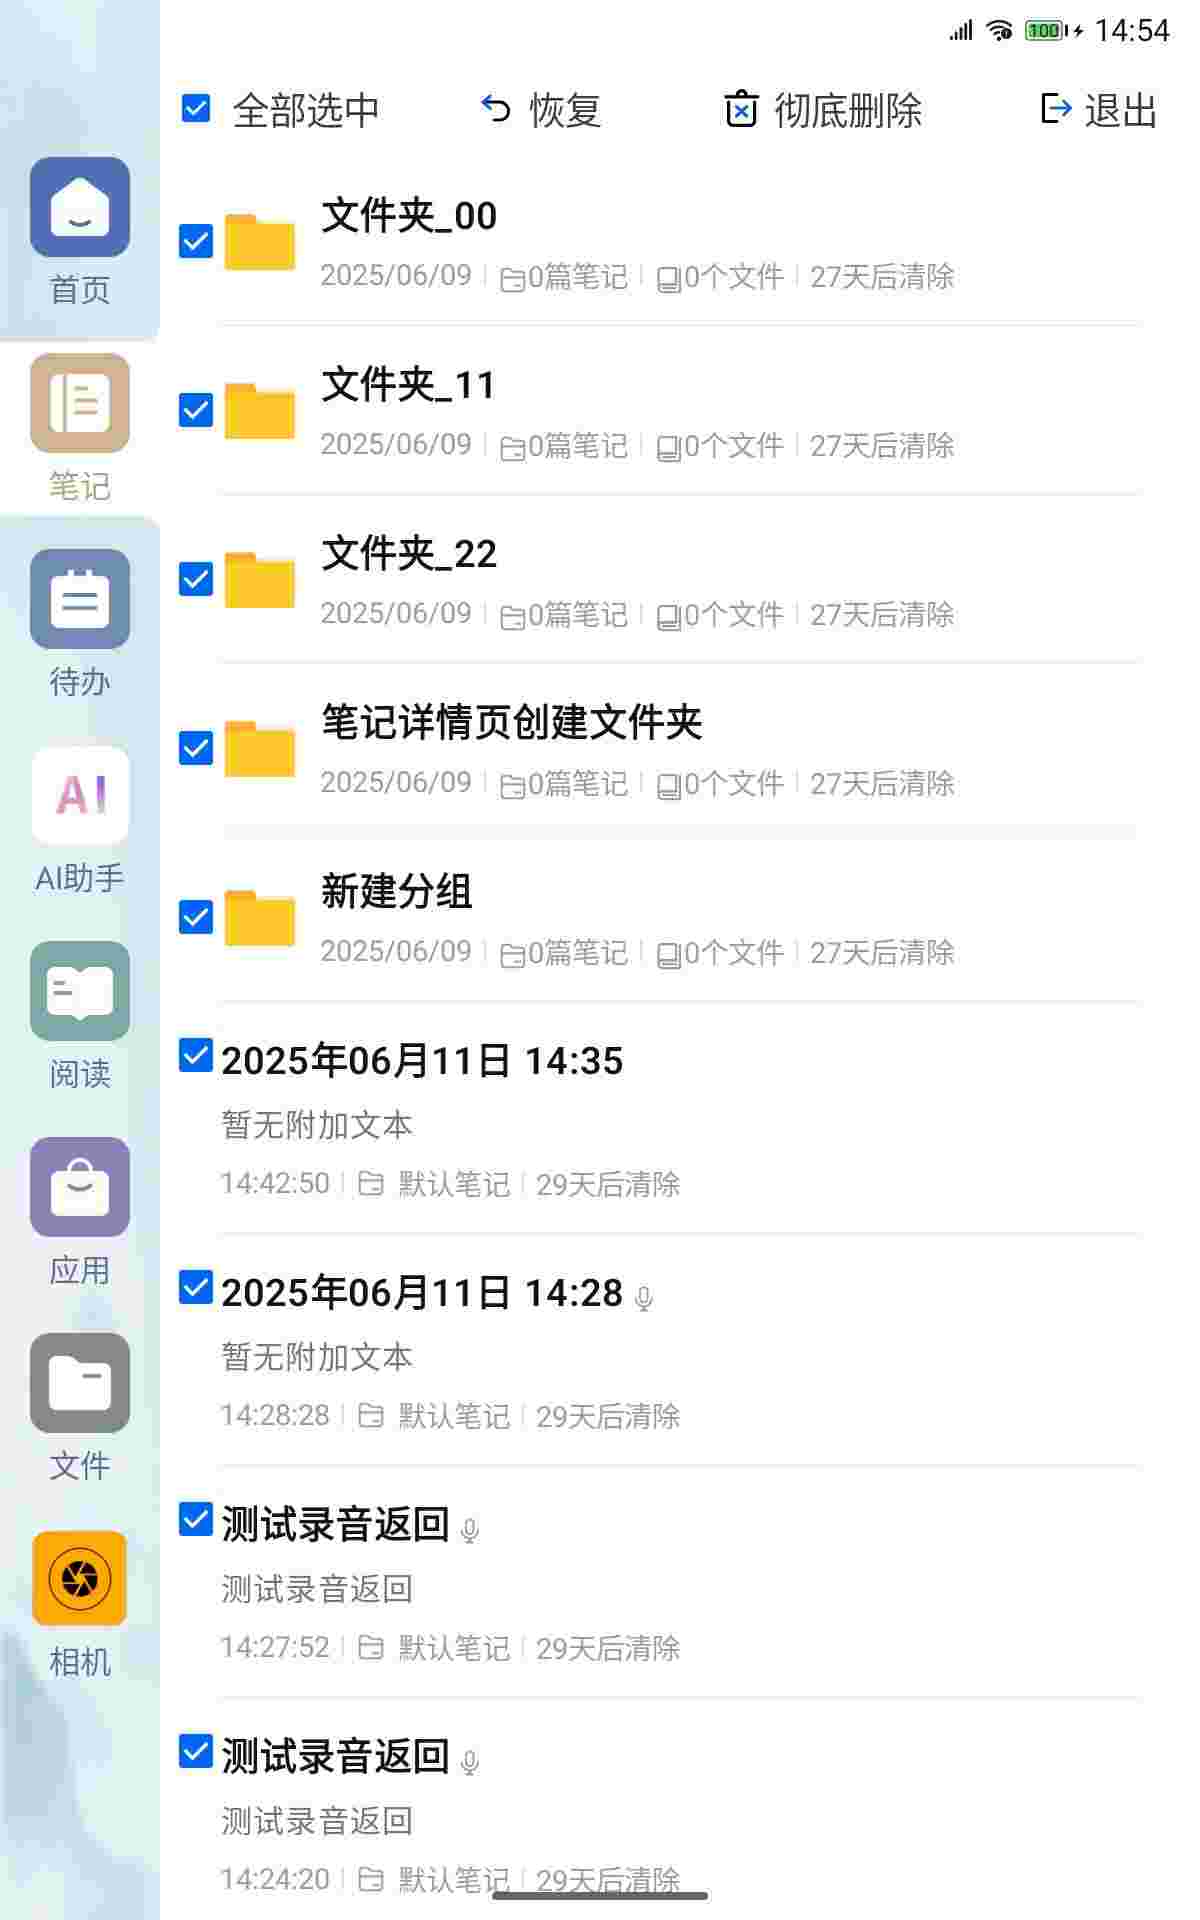 100 14:54
全部选中 恢复 彻底删除 退出
首页
笔记
待办
AI
AI助手
阅读
应用
文件
相机
文件夹_00
2025/06/09 0篇笔记 0个文件 27天后清除
文件夹_11
2025/06/09 0篇笔记 0个文件 27天后清除
文件夹_22
2025/06/09 0篇笔记 0个文件 27天后清除
笔记详情页创建文件夹
2025/06/09 0篇笔记 0个文件 27天后清除
新建分组
2025/06/09 0篇笔记 0个文件 27天后清除
2025年06月11日 14:35
暂无附加文本
14:42:50 默认笔记 29天后清除
2025年06月11日 14:28
暂无附加文本
14:28:28 默认笔记 29天后清除
测试录音返回
测试录音返回
14:27:52 默认笔记 29天后清除
测试录音返回
测试录音返回
14:24:20 默认笔记 29天后清除